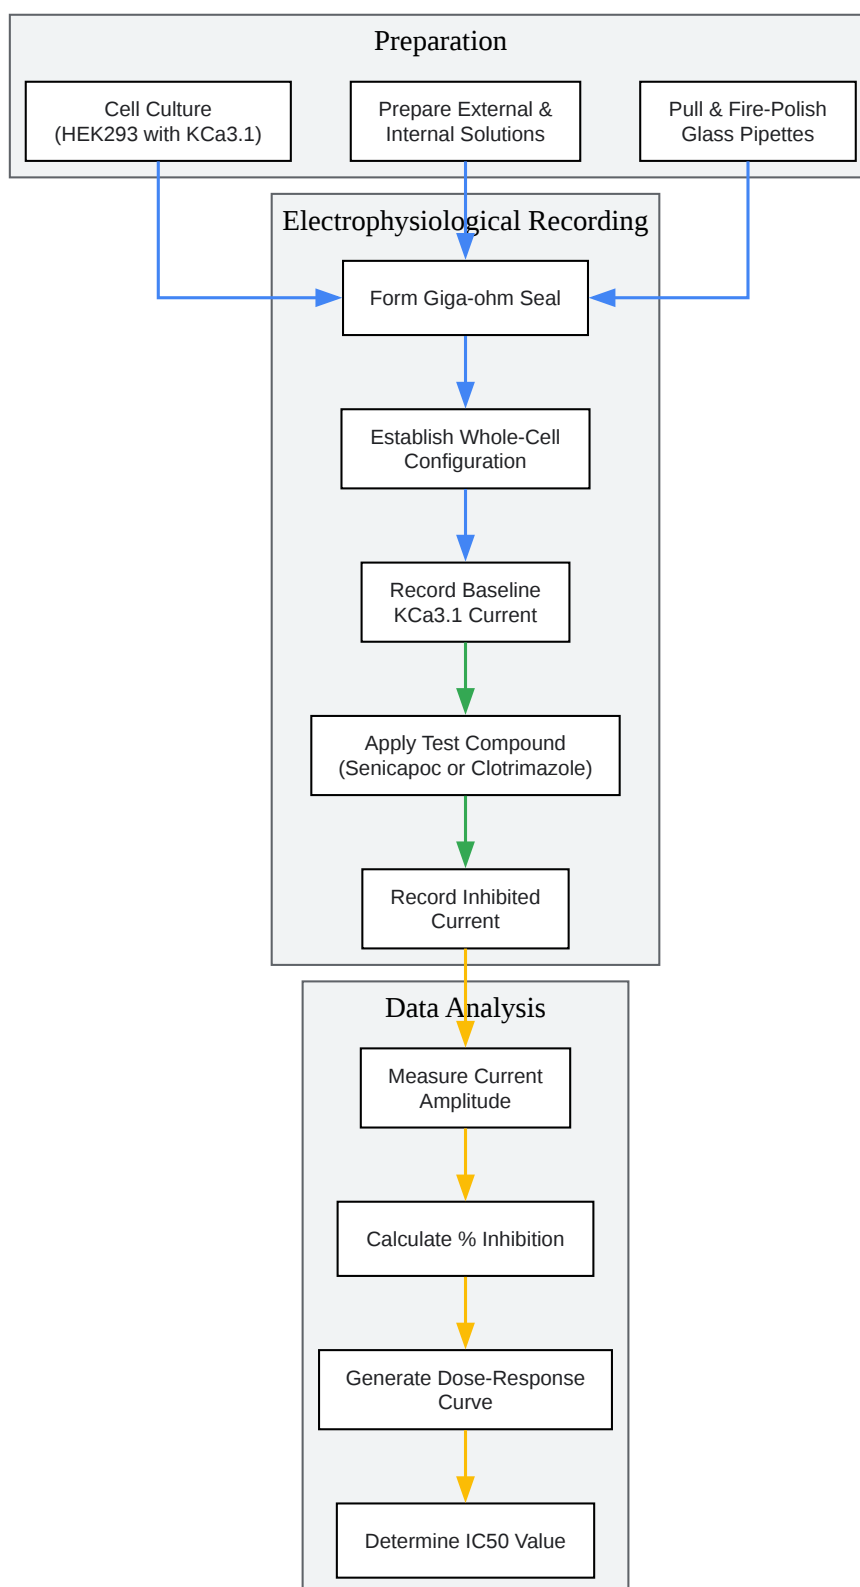 Preparation
Cell Culture
(HEK293 with KCa3.1)
Prepare External &
Internal Solutions
Pull & Fire-Polish
Glass Pipettes
Electrophysiological Recording
Form Giga-ohm Seal
Establish Whole-Cell
Configuration
Record Baseline
KCa3.1 Current
Apply Test Compound
(Senicapoc or Clotrimazole)
Record Inhibited
Current
Data Analysis
Measure Current
Amplitude
Calculate % Inhibition
Generate Dose-Response
Curve
Determine IC50 Value